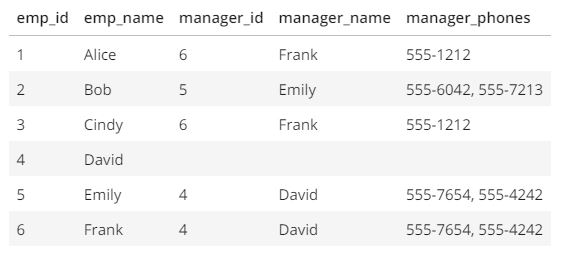 emp_id emp_name manager_id manager_name manager_phones
1 Alice 6 Frank 555-1212
2 Bob 5 Emily 555-6042, 555-7213
3 Cindy 6 Frank 555-1212
4 David
5 Emily 4 David 555-7654, 555-4242
6 Frank 4 David 555-7654, 555-4242